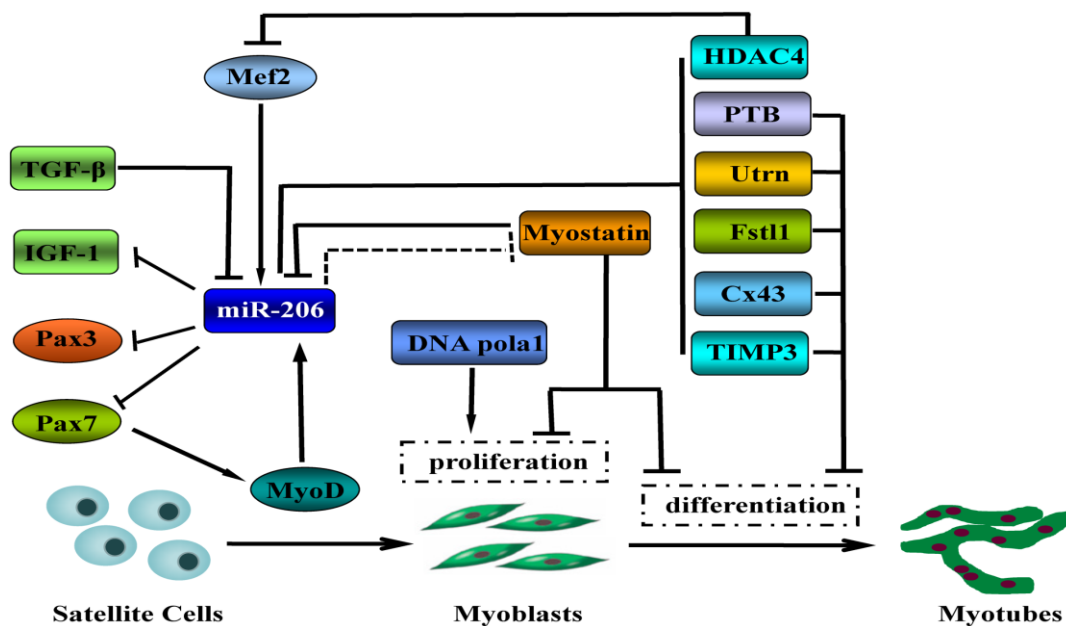 HDAC4
Mef2
PTB
TGF-β
Utrn
Myostatin
Fstl1
IGF-1
Cx43
miR-206
Pax3
DNA pola1
TIMP3
Pax7
proliferation
MyoD
differentiation
Satellite Cells
Myoblasts
Myotubes